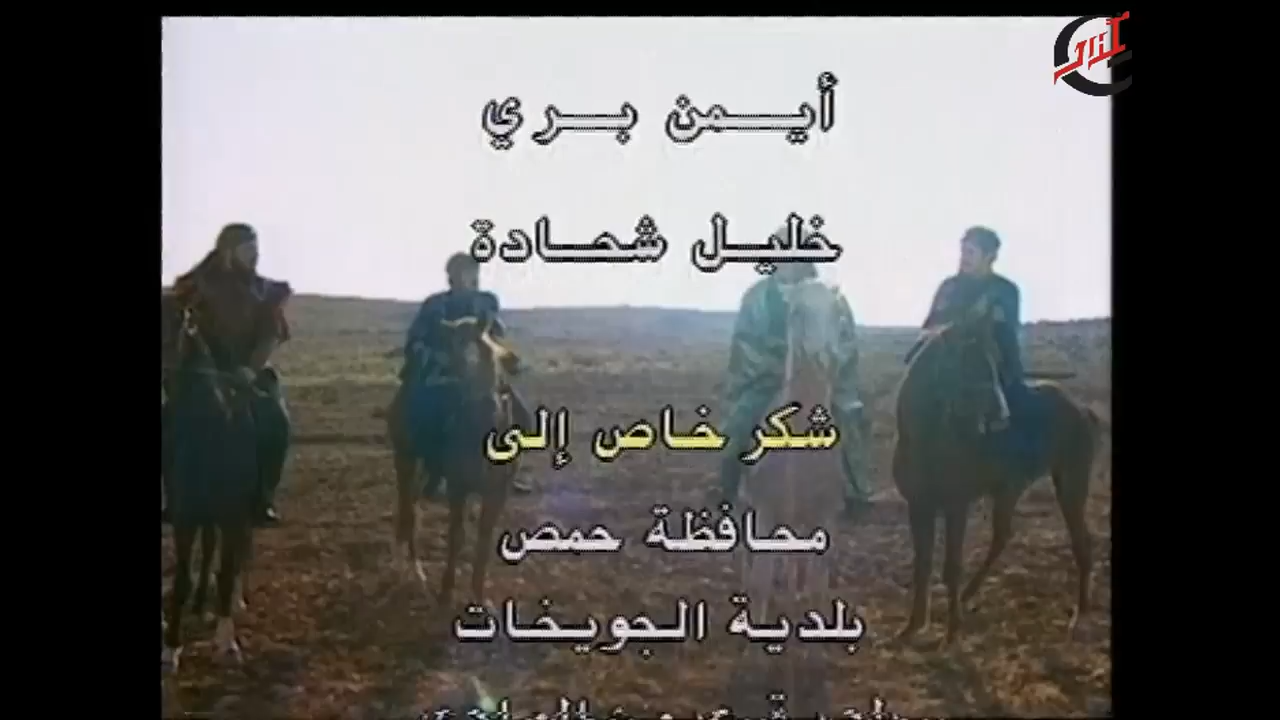 أيمن بري
خليل شحادة
شكر خاص إلى
محافظة حمص
بلدية الجويخات